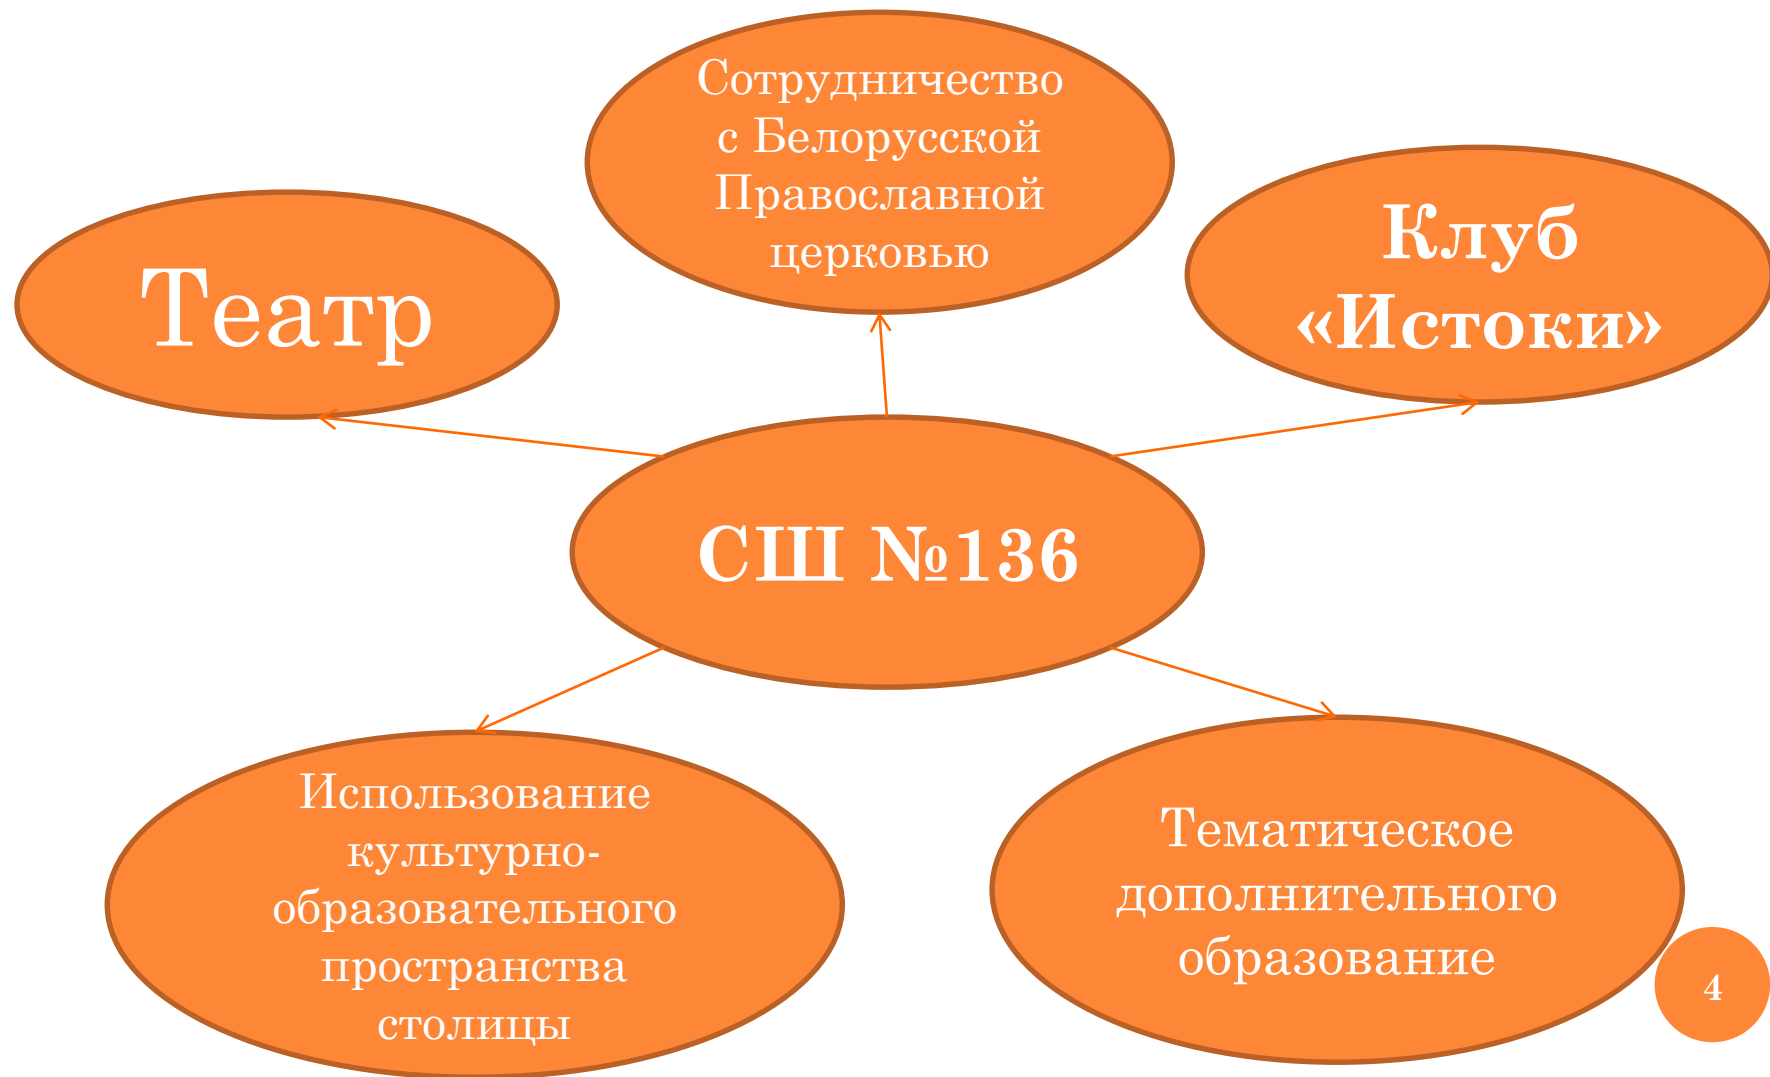 Сотрудничество
с Белорусской
Православной
церковью
Театр
Клуб
«Истоки»
СШ №136
Использование
культурно-
образовательного
пространства
столицы
Тематическое
дополнительного
образование
4